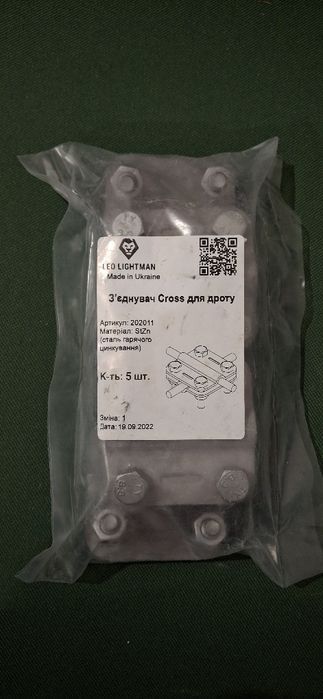 LEO LIGHTMAN
Made in Ukraine
З'єднувач Cross для дроту
Артикул: 202011
Матеріал: StZn
(сталь гарячого
цинкування)
К-ть: 5 шт.
Зміна: 1
Дата: 19.09.2022